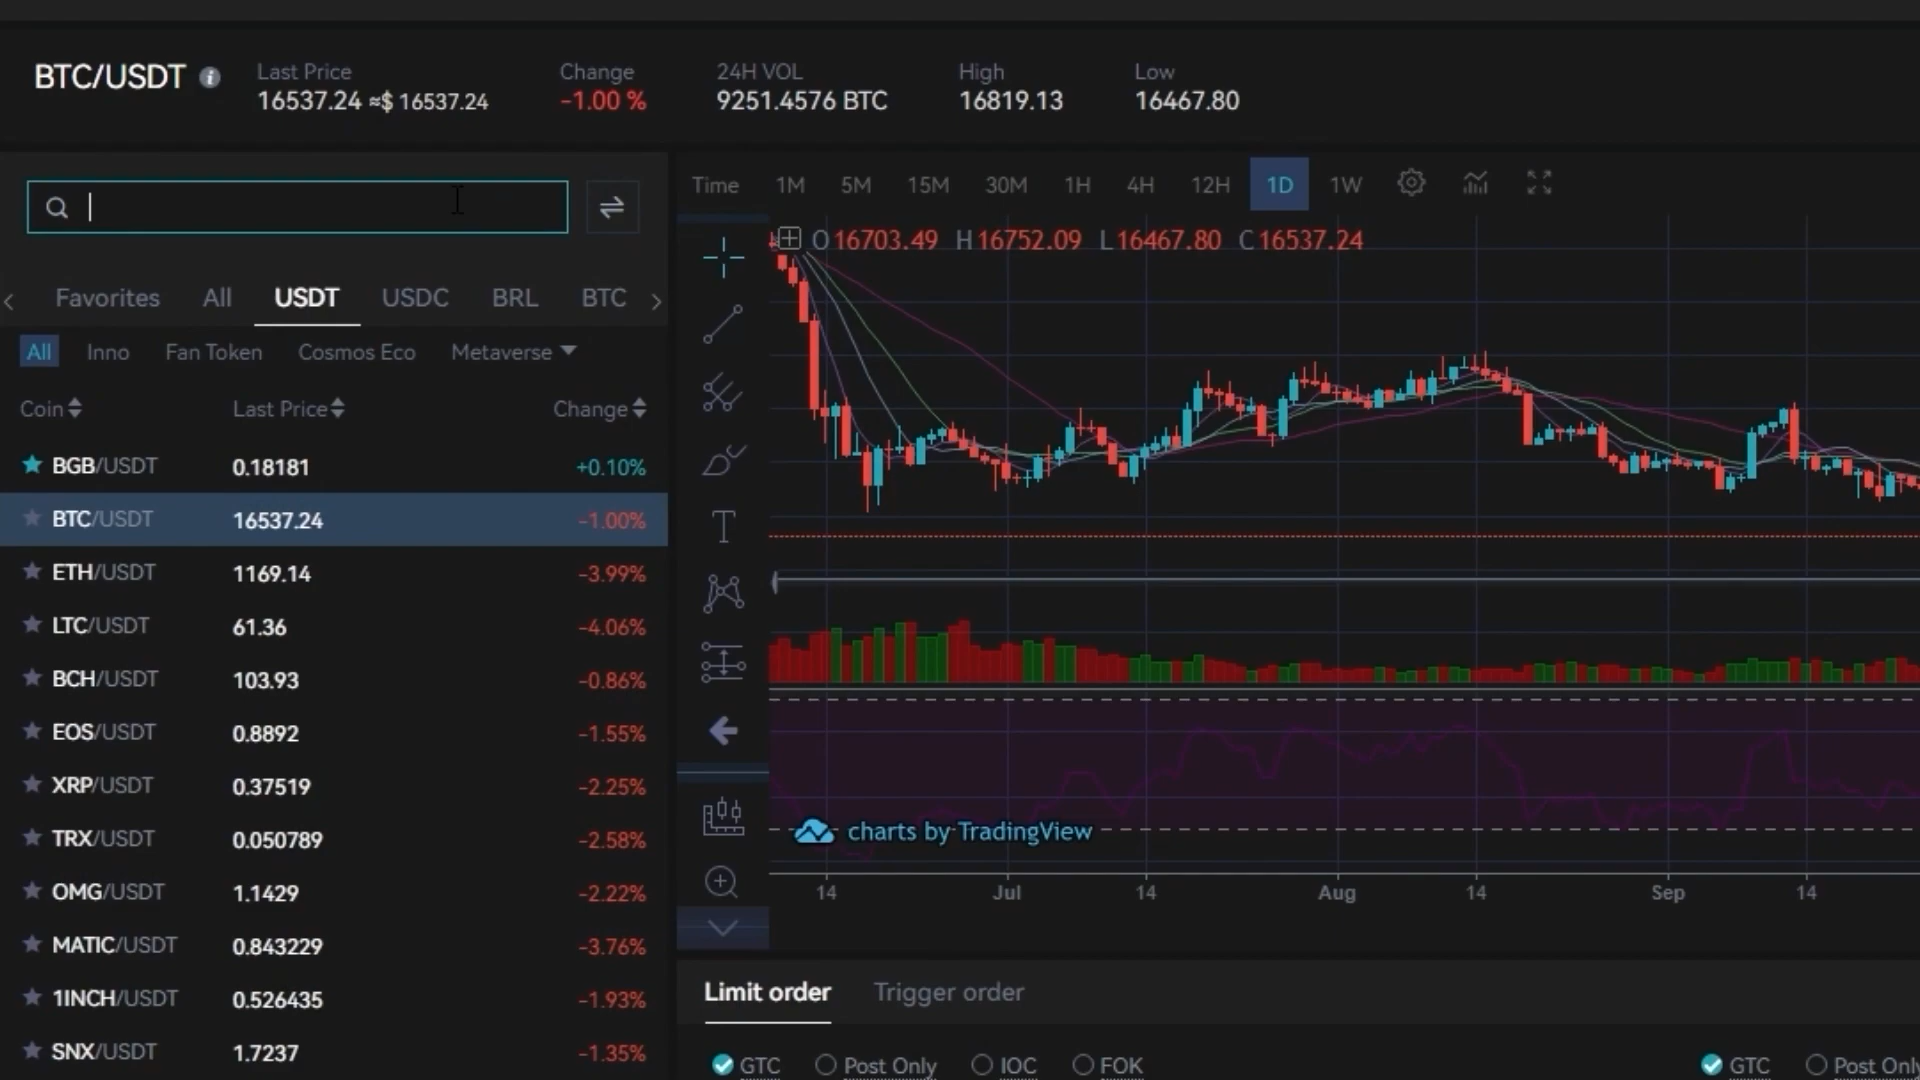 BTC/USDT
Last Price
16537.24 ≈$ 16537.24
Change
-1.00 %
24H VOL
9251.4576 BTC
High
16819.13
Low
16467.80
Favorites All USDT USDC BRL BTC
All Inno Fan Token Cosmos Eco Metaverse
Coin Last Price Change
BGB/USDT 0.18181 +0.10%
BTC/USDT 16537.24 -1.00%
ETH/USDT 1169.14 -3.99%
LTC/USDT 61.36 -4.06%
BCH/USDT 103.93 -0.86%
EOS/USDT 0.8892 -1.55%
XRP/USDT 0.37519 -2.25%
TRX/USDT 0.050789 -2.58%
OMG/USDT 1.1429 -2.22%
MATIC/USDT 0.843229 -3.76%
1INCH/USDT 0.526435 -1.93%
SNX/USDT 1.7237 -1.35%
Time 1M 5M 15M 30M 1H 4H 12H 1D 1W
O 16703.49 H 16752.09 L 16467.80 C 16537.24
charts by TradingView
14 Jul 14 Aug 14 Sep 14
Limit order Trigger order
GTC Post Only IOC FOK GTC Post Only